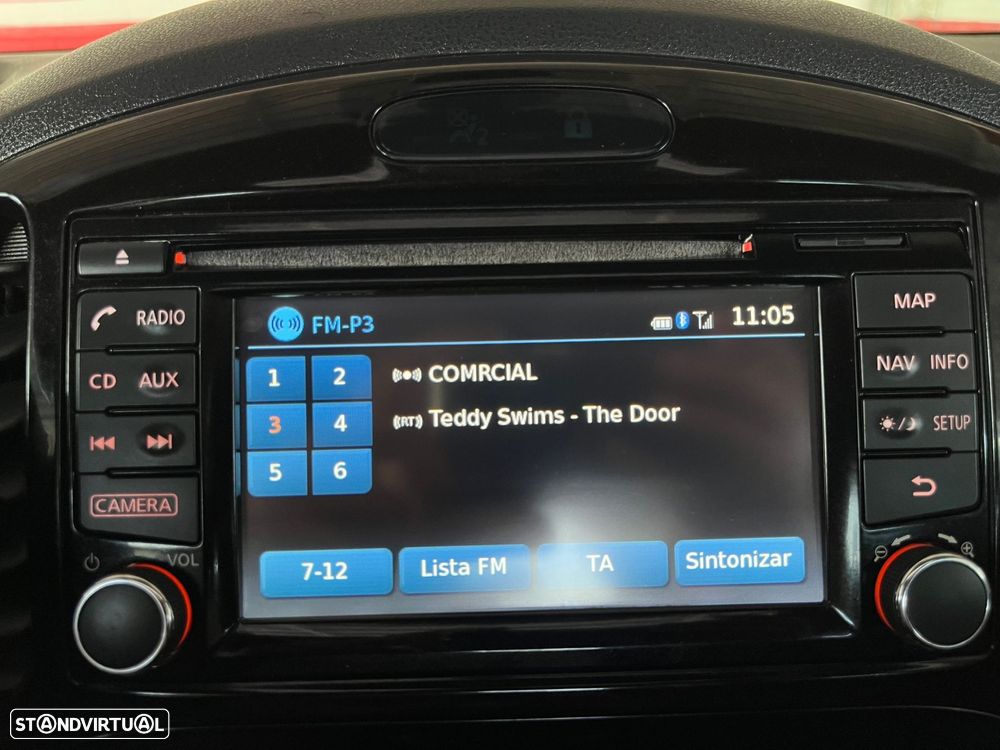 RADIO
CD AUX
CAMERA
VOL
FM-P3 11:05
1 2 COMRCIAL
3 4 (RT) Teddy Swims - The Door
5 6
7-12 Lista FM TA Sintonizar
MAP
NAV INFO
SETUP
STANDVIRTUAL